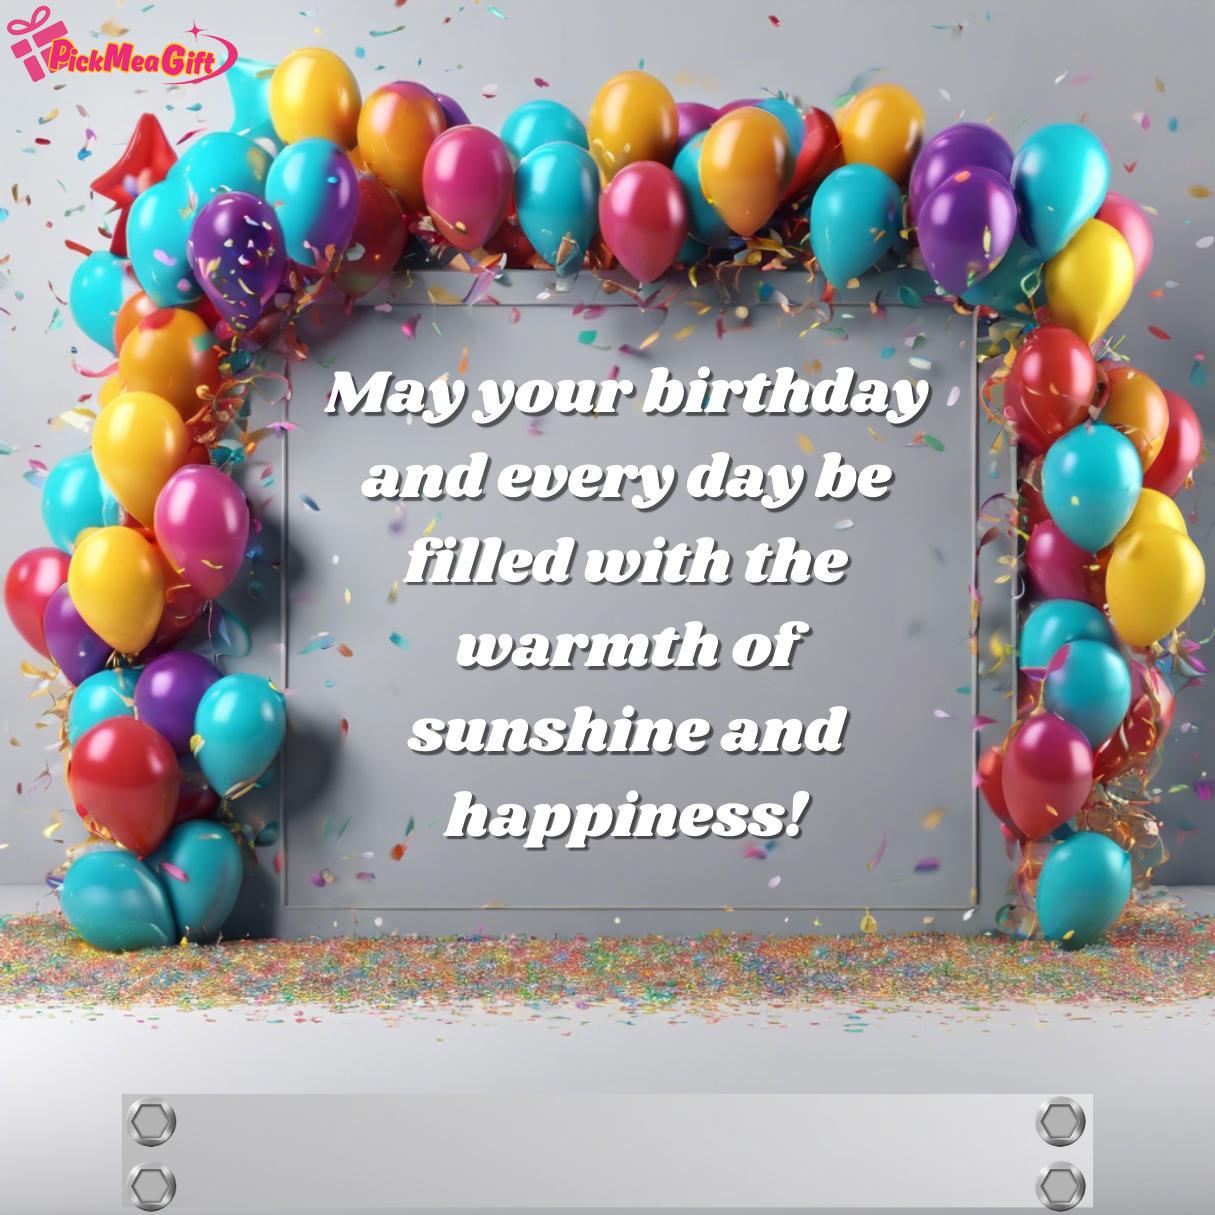 PickMeaGift
May your birthday
and every day be
filled with the
warmth of
sunshine and
happiness!